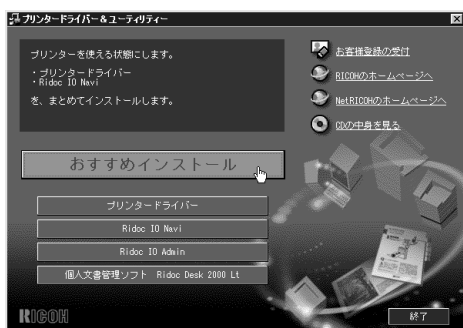 プリンタードライバー＆ユーティリティー
プリンターを使える状態にします。
・プリンタードライバー
・Ridoc IO Navi
を、まとめてインストールします。
お客様登録の受付
RICOHのホームページへ
NetRICOHのホームページへ
CDの中身を見る
おすすめインストール
プリンタードライバー
Ridoc IO Navi
Ridoc IO Admin
個人文書管理ソフト Ridoc Desk 2000 Lt
RICOH
終了